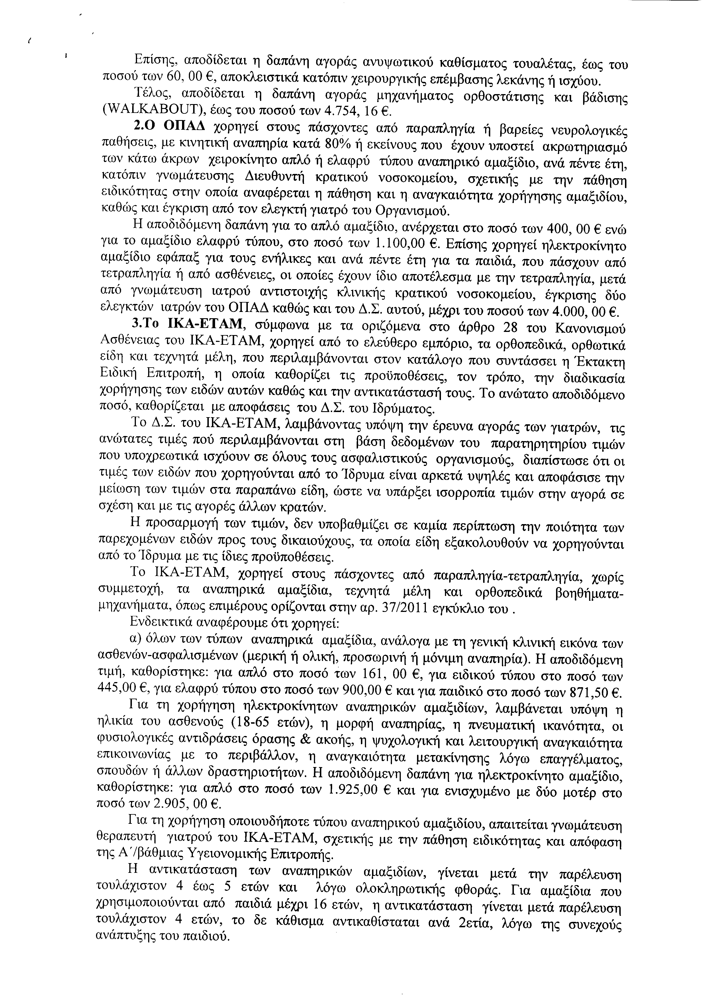 Επίσης, αποδίδεται η δαπάνη αγοράς ανυψωτικού καθίσματος τουαλέτας, έως του
ποσού των 60, 00 €, αποκλειστικά κατόπιν χειρουργικής επέμβασης λεκάνης ή ισχύου.
Τέλος, αποδίδεται η δαπάνη αγοράς μηχανήματος ορθοστάτισης και βάδισης
(WALKABOUT), έως του ποσού των 4.754, 16 €.
2.Ο ΟΠΑΔ χορηγεί στους πάσχοντες από παραπληγία ή βαρείες νευρολογικές
παθήσεις, με κινητική αναπηρία κατά 80% ή εκείνους που έχουν υποστεί ακρωτηριασμό
των κάτω άκρων χειροκίνητο απλό ή ελαφρύ τύπου αναπηρικό αμαξίδιο, ανά πέντε έτη,
κατόπιν γνωμάτευσης Διευθυντή κρατικού νοσοκομείου, σχετικής με την πάθηση
ειδικότητας στην οποία αναφέρεται η πάθηση και η αναγκαιότητα χορήγησης αμαξιδίου,
καθώς και έγκριση από τον ελεγκτή γιατρό του Οργανισμού.
Η αποδιδόμενη δαπάνη για το απλό αμαξίδιο, ανέρχεται στο ποσό των 400, 00 € ενώ
για το αμαξίδιο ελαφρύ τύπου, στο ποσό των 1.100,00 €. Επίσης χορηγεί ηλεκτροκίνητο
αμαξίδιο εφάπαξ για τους ενήλικες και ανά πέντε έτη για τα παιδιά, που πάσχουν από
τετραπληγία ή από ασθένειες, οι οποίες έχουν ίδιο αποτέλεσμα με την τετραπληγία, μετά
από γνωμάτευση ιατρού αντιστοιχής κλινικής κρατικού νοσοκομείου, έγκρισης δύο
ελεγκτών ιατρών του ΟΠΑΔ καθώς και του Δ.Σ. αυτού, μέχρι του ποσού των 4.000, 00 €.
3.Το ΙΚΑ-ΕΤΑΜ, σύμφωνα με τα οριζόμενα στο άρθρο 28 του Κανονισμού
Ασθένειας του ΙΚΑ-ΕΤΑΜ, χορηγεί από το ελεύθερο εμπόριο, τα ορθοπεδικά, ορθωτικά
είδη και τεχνητά μέλη, που περιλαμβάνονται στον κατάλογο που συντάσσει η Έκτακτη
Ειδική Επιτροπή, η οποία καθορίζει τις προϋποθέσεις, τον τρόπο, την διαδικασία
χορήγησης των ειδών αυτών καθώς και την αντικατάστασή τους. Το ανώτατο αποδιδόμενο
ποσό, καθορίζεται με αποφάσεις του Δ.Σ. του Ιδρύματος.
Το Δ.Σ. του ΙΚΑ-ΕΤΑΜ, λαμβάνοντας υπόψη την έρευνα αγοράς των γιατρών, τις
ανώτατες τιμές πού περιλαμβάνονται στη βάση δεδομένων του παρατηρητηρίου τιμών
που υποχρεωτικά ισχύουν σε όλους τους ασφαλιστικούς οργανισμούς, διαπίστωσε ότι οι
τιμές των ειδών που χορηγούνται από το Ίδρυμα είναι αρκετά υψηλές και αποφάσισε την
μείωση των τιμών στα παραπάνω είδη, ώστε να υπάρξει ισορροπία τιμών στην αγορά σε
σχέση και με τις αγορές άλλων κρατών.
Η προσαρμογή των τιμών, δεν υποβαθμίζει σε καμία περίπτωση την ποιότητα των
παρεχομένων ειδών προς τους δικαιούχους, τα οποία είδη εξακολουθούν να χορηγούνται
από το Ίδρυμα με τις ίδιες προϋποθέσεις.
Το ΙΚΑ-ΕΤΑΜ, χορηγεί στους πάσχοντες από παραπληγία-τετραπληγία, χωρίς
συμμετοχή, τα αναπηρικά αμαξίδια, τεχνητά μέλη και ορθοπεδικά βοηθήματα-
μηχανήματα, όπως επιμέρους ορίζονται στην αρ. 37/2011 εγκύκλιο του .
Ενδεικτικά αναφέρουμε ότι χορηγεί:
α) όλων των τύπων αναπηρικά αμαξίδια, ανάλογα με τη γενική κλινική εικόνα των
ασθενών-ασφαλισμένων (μερική ή ολική, προσωρινή ή μόνιμη αναπηρία). Η αποδιδόμενη
τιμή, καθορίστηκε: για απλό στο ποσό των 161, 00 €, για ειδικού τύπου στο ποσό των
445,00 €, για ελαφρύ τύπου στο ποσό των 900,00 € και για παιδικό στο ποσό των 871,50 €.
Για τη χορήγηση ηλεκτροκίνητων αναπηρικών αμαξιδίων, λαμβάνεται υπόψη η
ηλικία του ασθενούς (18-65 ετών), η μορφή αναπηρίας, η πνευματική ικανότητα, οι
φυσιολογικές αντιδράσεις όρασης & ακοής, η ψυχολογική και λειτουργική αναγκαιότητα
επικοινωνίας με το περιβάλλον, η αναγκαιότητα μετακίνησης λόγω επαγγέλματος,
σπουδών ή άλλων δραστηριοτήτων. Η αποδιδόμενη δαπάνη για ηλεκτροκίνητο αμαξίδιο,
καθορίστηκε: για απλό στο ποσό των 1.925,00 € και για ενισχυμένο με δύο μοτέρ στο
ποσό των 2.905, 00 €.
Για τη χορήγηση οποιουδήποτε τύπου αναπηρικού αμαξιδίου, απαιτείται γνωμάτευση
θεραπευτή γιατρού του ΙΚΑ-ΕΤΑΜ, σχετικής με την πάθηση ειδικότητας και απόφαση
της Α΄/βάθμιας Υγειονομικής Επιτροπής.
Η αντικατάσταση των αναπηρικών αμαξιδίων, γίνεται μετά την παρέλευση
τουλάχιστον 4 έως 5 ετών και λόγω ολοκληρωτικής φθοράς. Για αμαξίδια που
χρησιμοποιούνται από παιδιά μέχρι 16 ετών, η αντικατάσταση γίνεται μετά παρέλευση
τουλάχιστον 4 ετών, το δε κάθισμα αντικαθίσταται ανά 2ετία, λόγω της συνεχούς
ανάπτυξης του παιδιού.